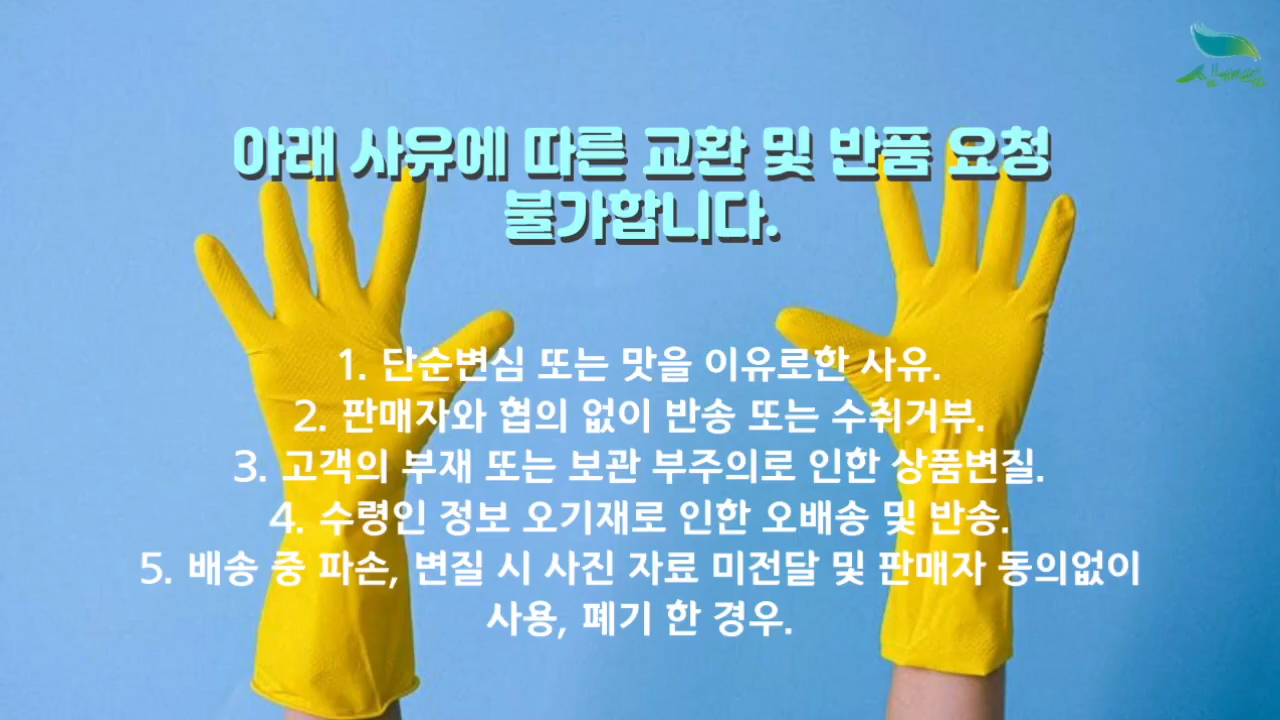 아래 사유에 따른 교환 및 반품 요청
불가합니다.
1. 단순변심 또는 맛을 이유로한 사유.
2. 판매자와 협의 없이 반송 또는 수취거부.
3. 고객의 부재 또는 보관 부주의로 인한 상품변질.
4. 수령인 정보 오기재로 인한 오배송 및 반송.
5. 배송 중 파손, 변질 시 사진 자료 미전달 및 판매자 동의없이
사용, 폐기 한 경우.